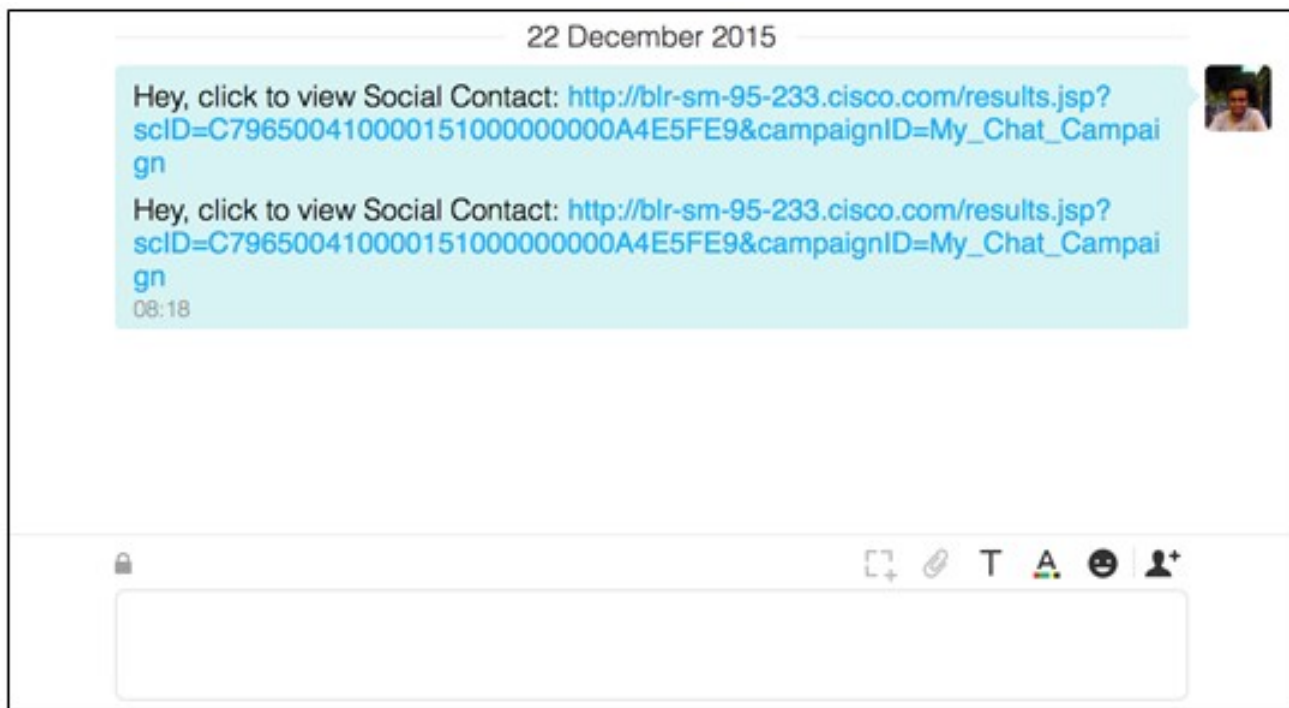 22 December 2015
Hey, click to view Social Contact: http://blr-sm-95-233.cisco.com/results.jsp?
scID=C7965004100001510000000000A4E5FE9&campaignID=My_Chat_Campai
gn
Hey, click to view Social Contact: http://blr-sm-95-233.cisco.com/results.jsp?
scID=C7965004100001510000000000A4E5FE9&campaignID=My_Chat_Campai
gn
08:18
T
A